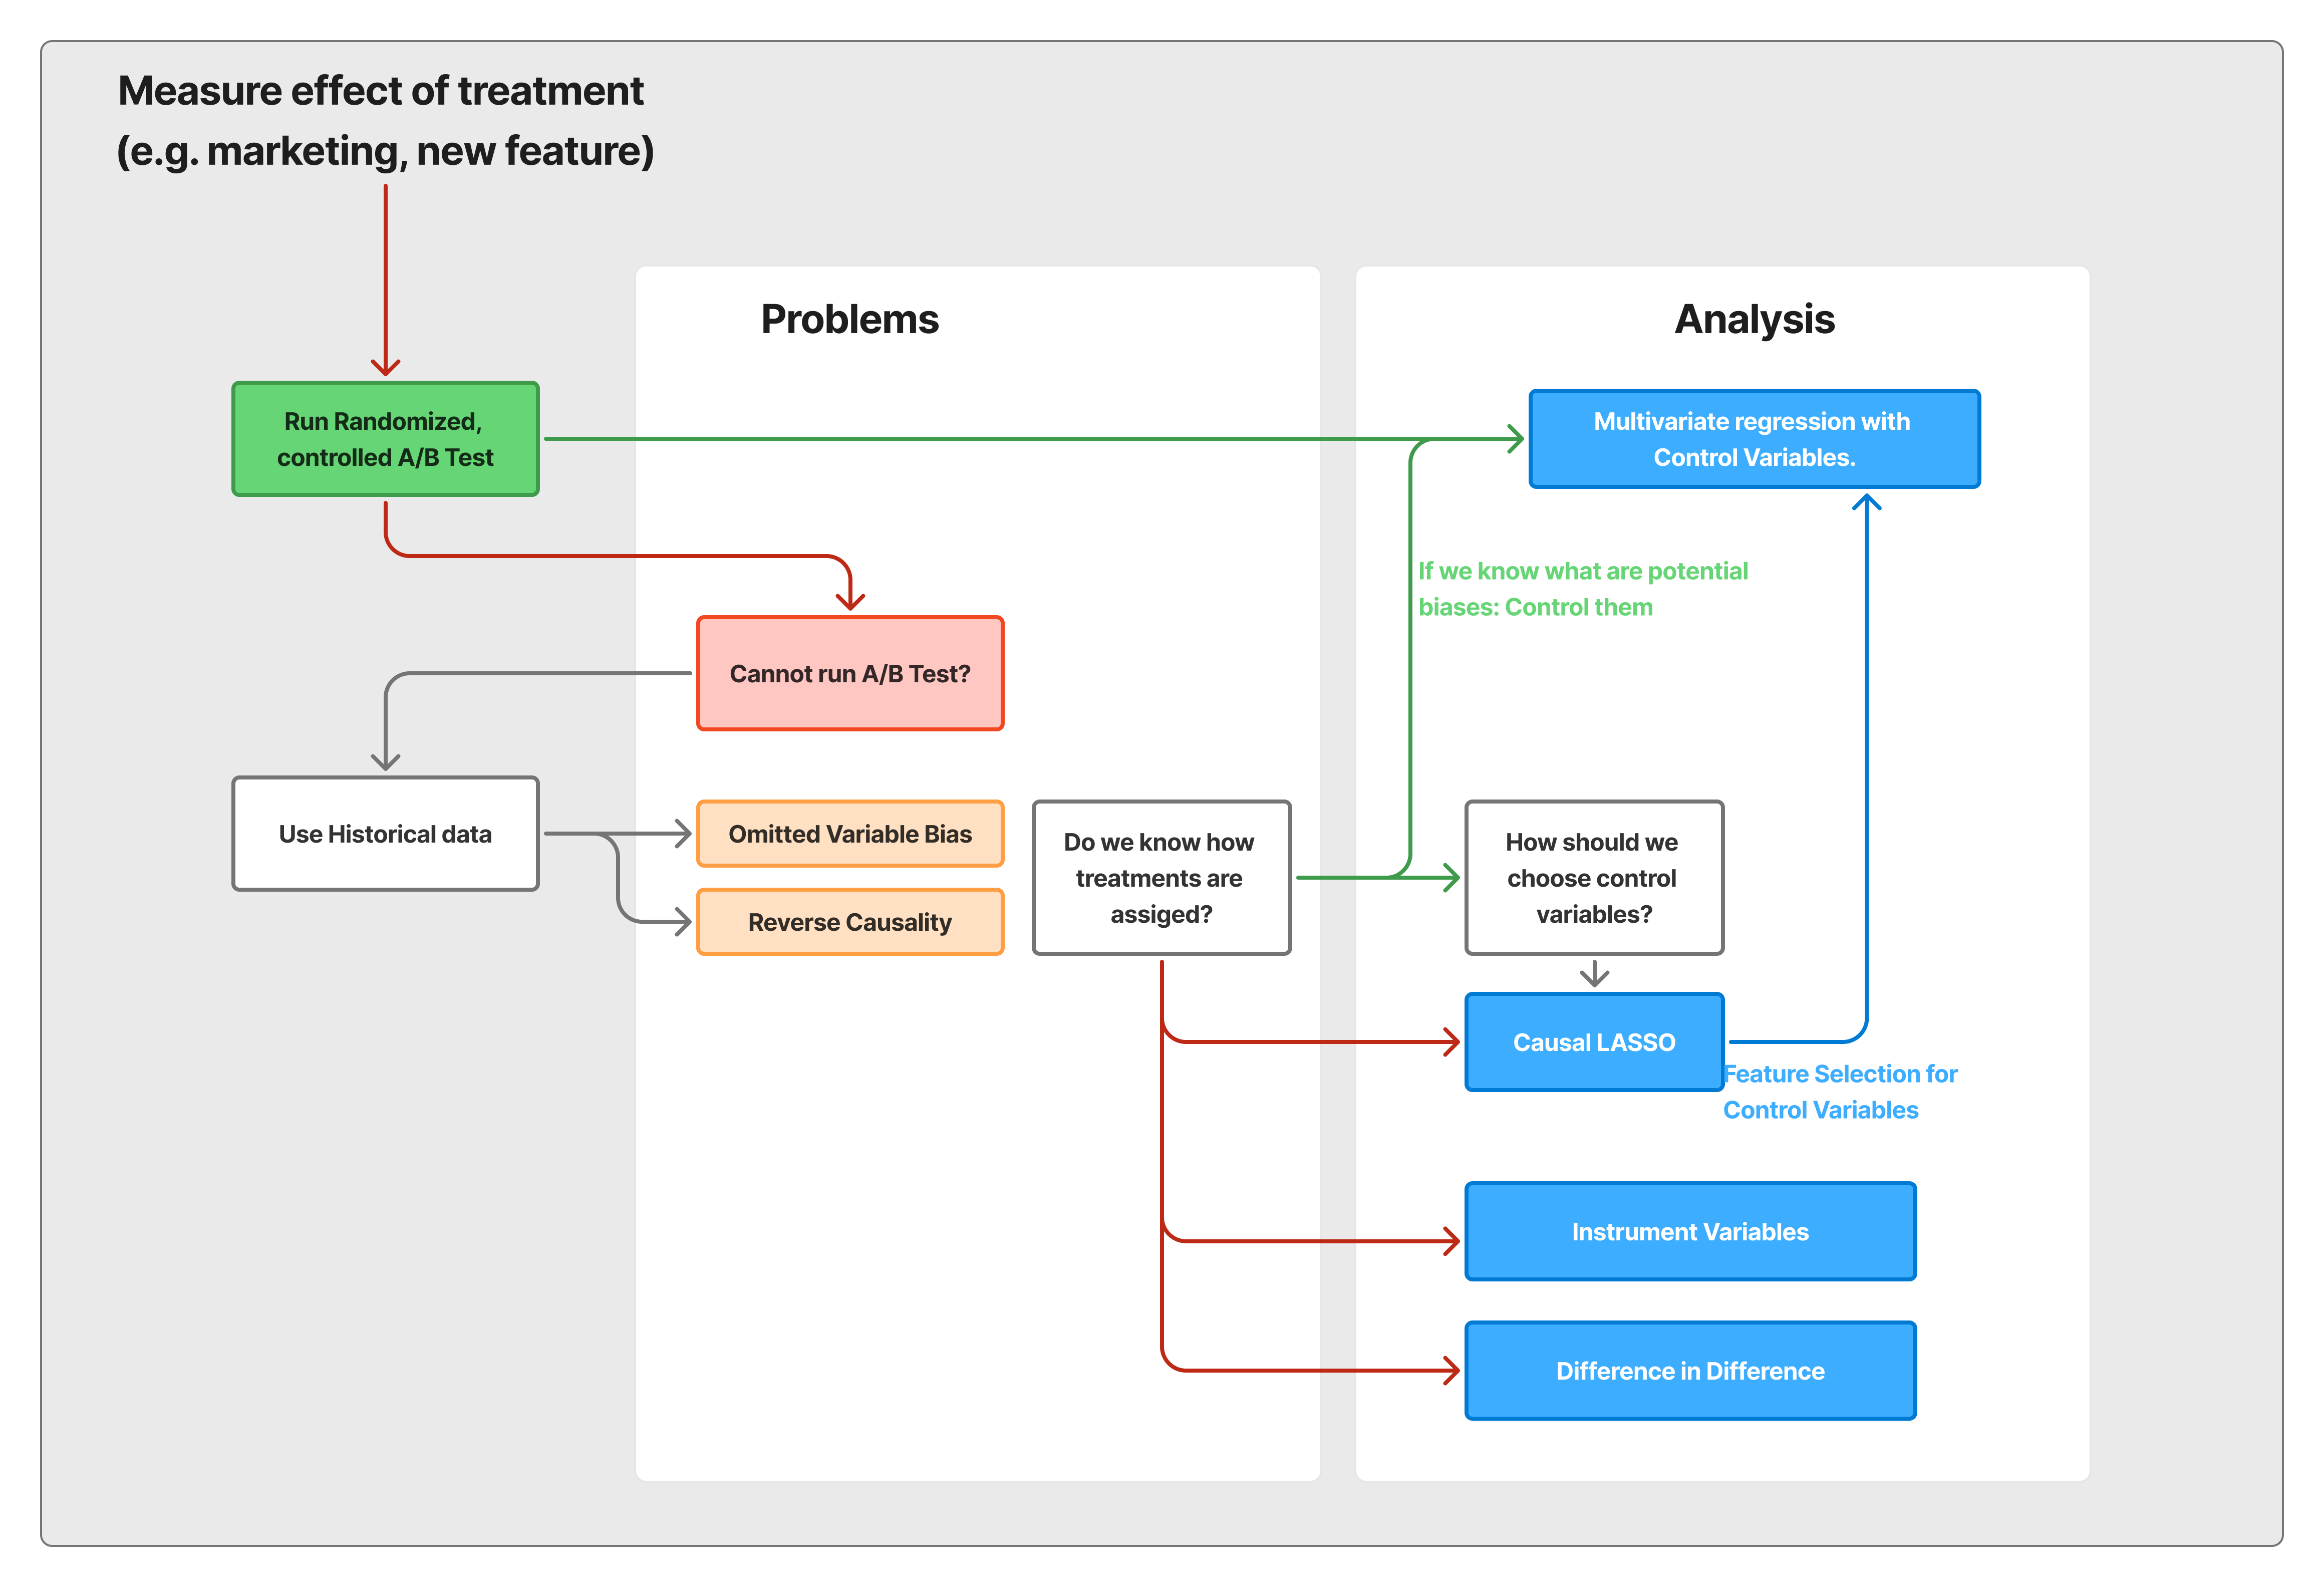 Measure effect of treatment
(e.g. marketing, new feature)
Problems
Analysis
Run Randomized,
controlled A/B Test
Multivariate regression with
Control Variables.
If we know what are potential
biases: Control them
Cannot run A/B Test?
Use Historical data
Omitted Variable Bias
Reverse Causality
Do we know how
treatments are
assiged?
How should we
choose control
variables?
Causal LASSO
Feature Selection for
Control Variables
Instrument Variables
Difference in Difference